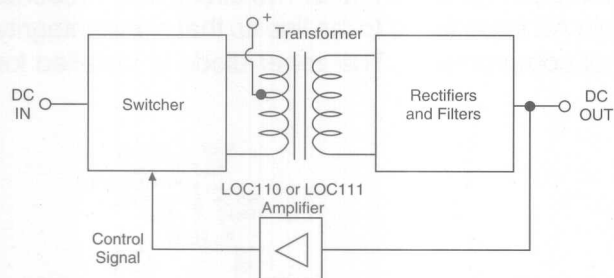 +
Transformer
DC
IN
Switcher
Rectifiers
and Filters
DC
OUT
LOC110 or LOC111
Amplifier
Control
Signal